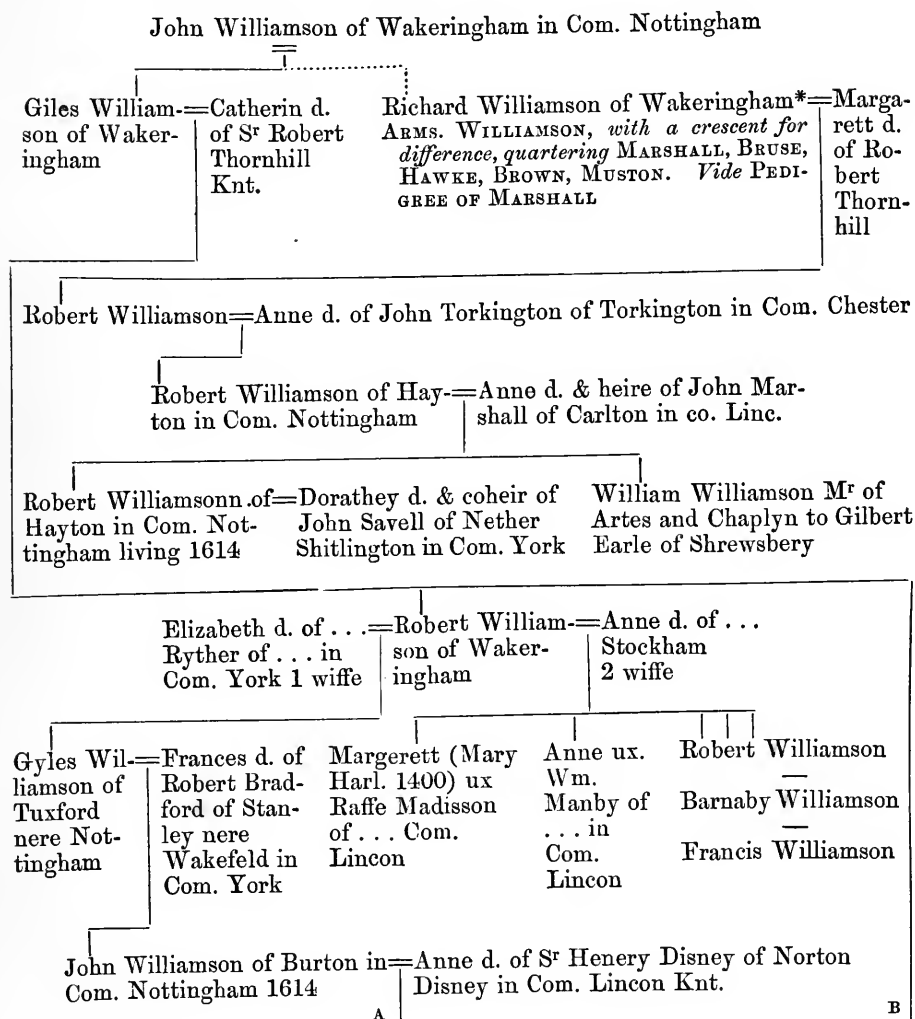 John Williamson of Wakeringham in Com. Nottingham
Giles William-
son of Waker-
ingham
Catherin d.
of Sr Robert
Thornhill
Knt.
Richard Williamson of Wakeringham*
ARMS. WILLIAMSON, with a crescent for
difference, quartering MARSHALL, BRUSE,
HAWKE, BROWN, MUSTON. Vide PEDI-
GREE OF MARSHALL
Marga-
rett d.
of Ro-
bert
Thorn-
hill
Robert Williamson=Anne d. of John Torkington of Torkington in Com. Chester
Robert Williamson of Hay-
ton in Com. Nottingham
Anne d. & heire of John Mar-
shall of Carlton in co. Linc.
Robert Williamsonn .of
Hayton in Com. Not-
tingham living 1614
Dorathey d. & coheir of
John Savell of Nether
Shitlington in Com. York
William Williamson Mr of
Artes and Chaplyn to Gilbert
Earle of Shrewsbery
Elizabeth d. of . . .
Ryther of . . . in
Com. York 1 wiffe
Robert William-
son of Waker-
ingham
Anne d. of . . .
Stockham
2 wiffe
Gyles Wil-
liamson of
Tuxford
nere Not-
tingham
Frances d. of
Robert Brad-
ford of Stan-
ley nere
Wakefeld in
Com. York
Margerett (Mary
Harl. 1400) ux
Raffe Madisson
of . . . Com.
Lincon
Anne ux.
Wm.
Manby of
. . . in
Com.
Lincon
Robert Williamson
Barnaby Williamson
Francis Williamson
John Williamson of Burton in
Com. Nottingham 1614
Anne d. of Sr Henery Disney of Norton
Disney in Com. Lincon Knt.
A
B